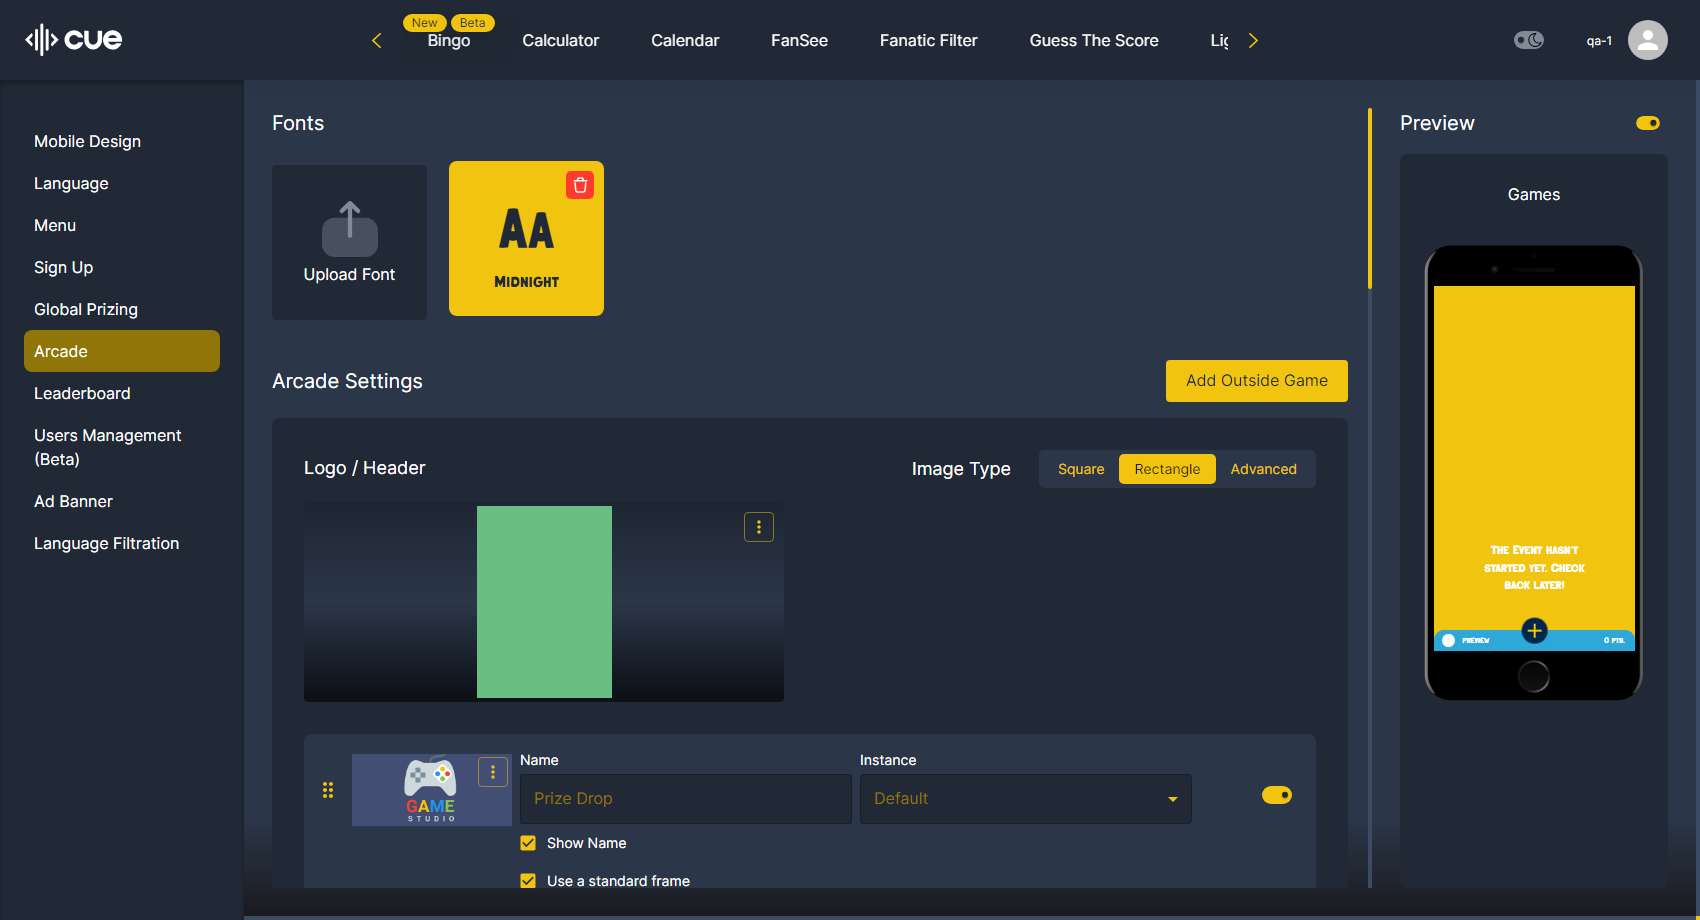 cue
New
Beta
Bingo
Calculator
Calendar
FanSee
Fanatic Filter
Guess The Score
Lig
qa-1
Mobile Design
Language
Menu
Sign Up
Global Prizing
Arcade
Leaderboard
Users Management
(Beta)
Ad Banner
Language Filtration
Fonts
Upload Font
AA
MIDNIGHT
Arcade Settings
Add Outside Game
Logo / Header
Image Type
Square
Rectangle
Advanced
GAME
STUDIO
Name
Prize Drop
Instance
Default
Show Name
Use a standard frame
Preview
Games
THE EVENT HASN'T
STARTED YET. CHECK
BACK LATER!
PREVIEW
0 PTS.